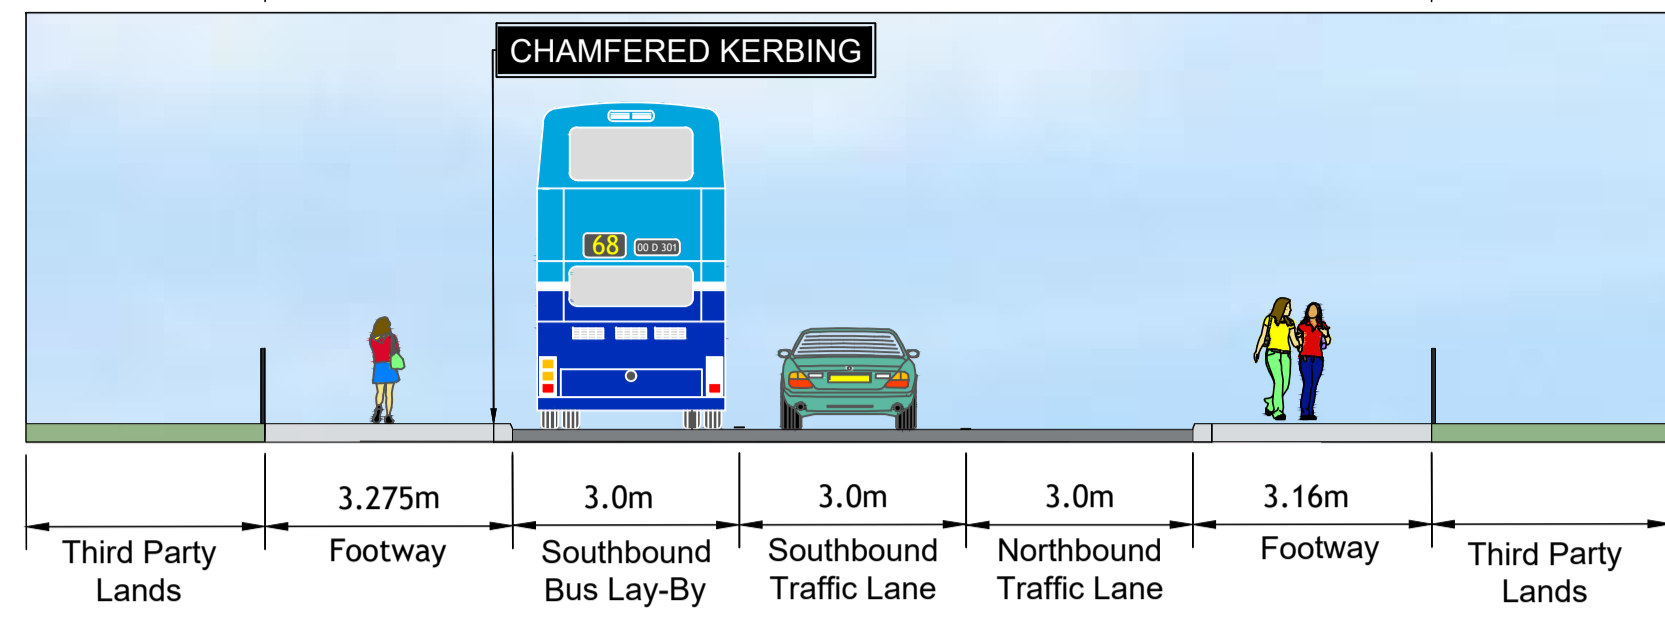 CHAMFERED KERBING
68
00 D 301
3.275m
3.0m
3.0m
3.0m
3.16m
Third Party
Lands
Footway
Southbound
Bus Lay-By
Southbound
Traffic Lane
Northbound
Traffic Lane
Footway
Third Party
Lands